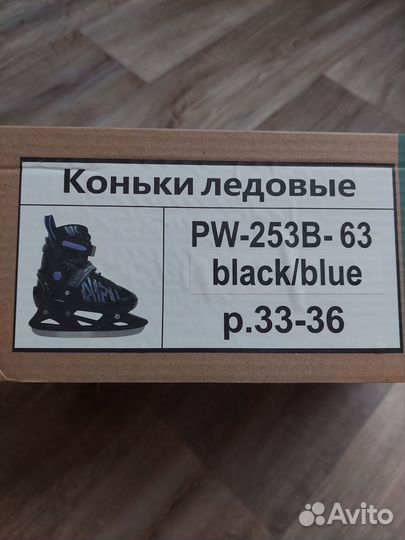 Коньки ледовые
PW-253B- 63
black/blue
р.33-36
Avito